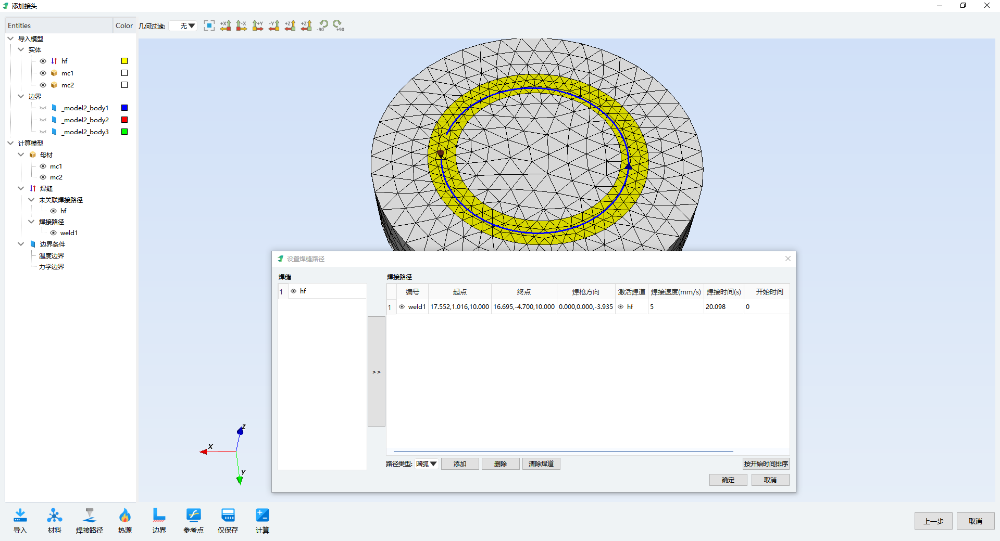 添加接头
Entities
Color
几何过滤:
无
+X
-X
+Y
-Y
+Z
+Z
-90
+90
导入模型
实体
hf
mc1
mc2
边界
_model2_body1
_model2_body2
_model2_body3
计算模型
母材
mc1
mc2
焊缝
未关联焊接路径
hf
焊接路径
weld1
边界条件
温度边界
力学边界
Z
X
Y
设置焊缝路径
焊缝
1 hf
>>
焊接路径
编号 起点 终点 焊枪方向 激活焊道 焊接速度(mm/s) 焊接时间(s) 开始时间
1 weld1 17.552,1.016,10.000 16.695,-4.700,10.000 0.000,0.000,-3.935 hf 5 20.098 0
路径类型: 圆弧 添加 删除 清除焊道 按开始时间排序
确定 取消
导入 材料 焊接路径 热源 边界 参考点 仅保存 计算
上一步 取消